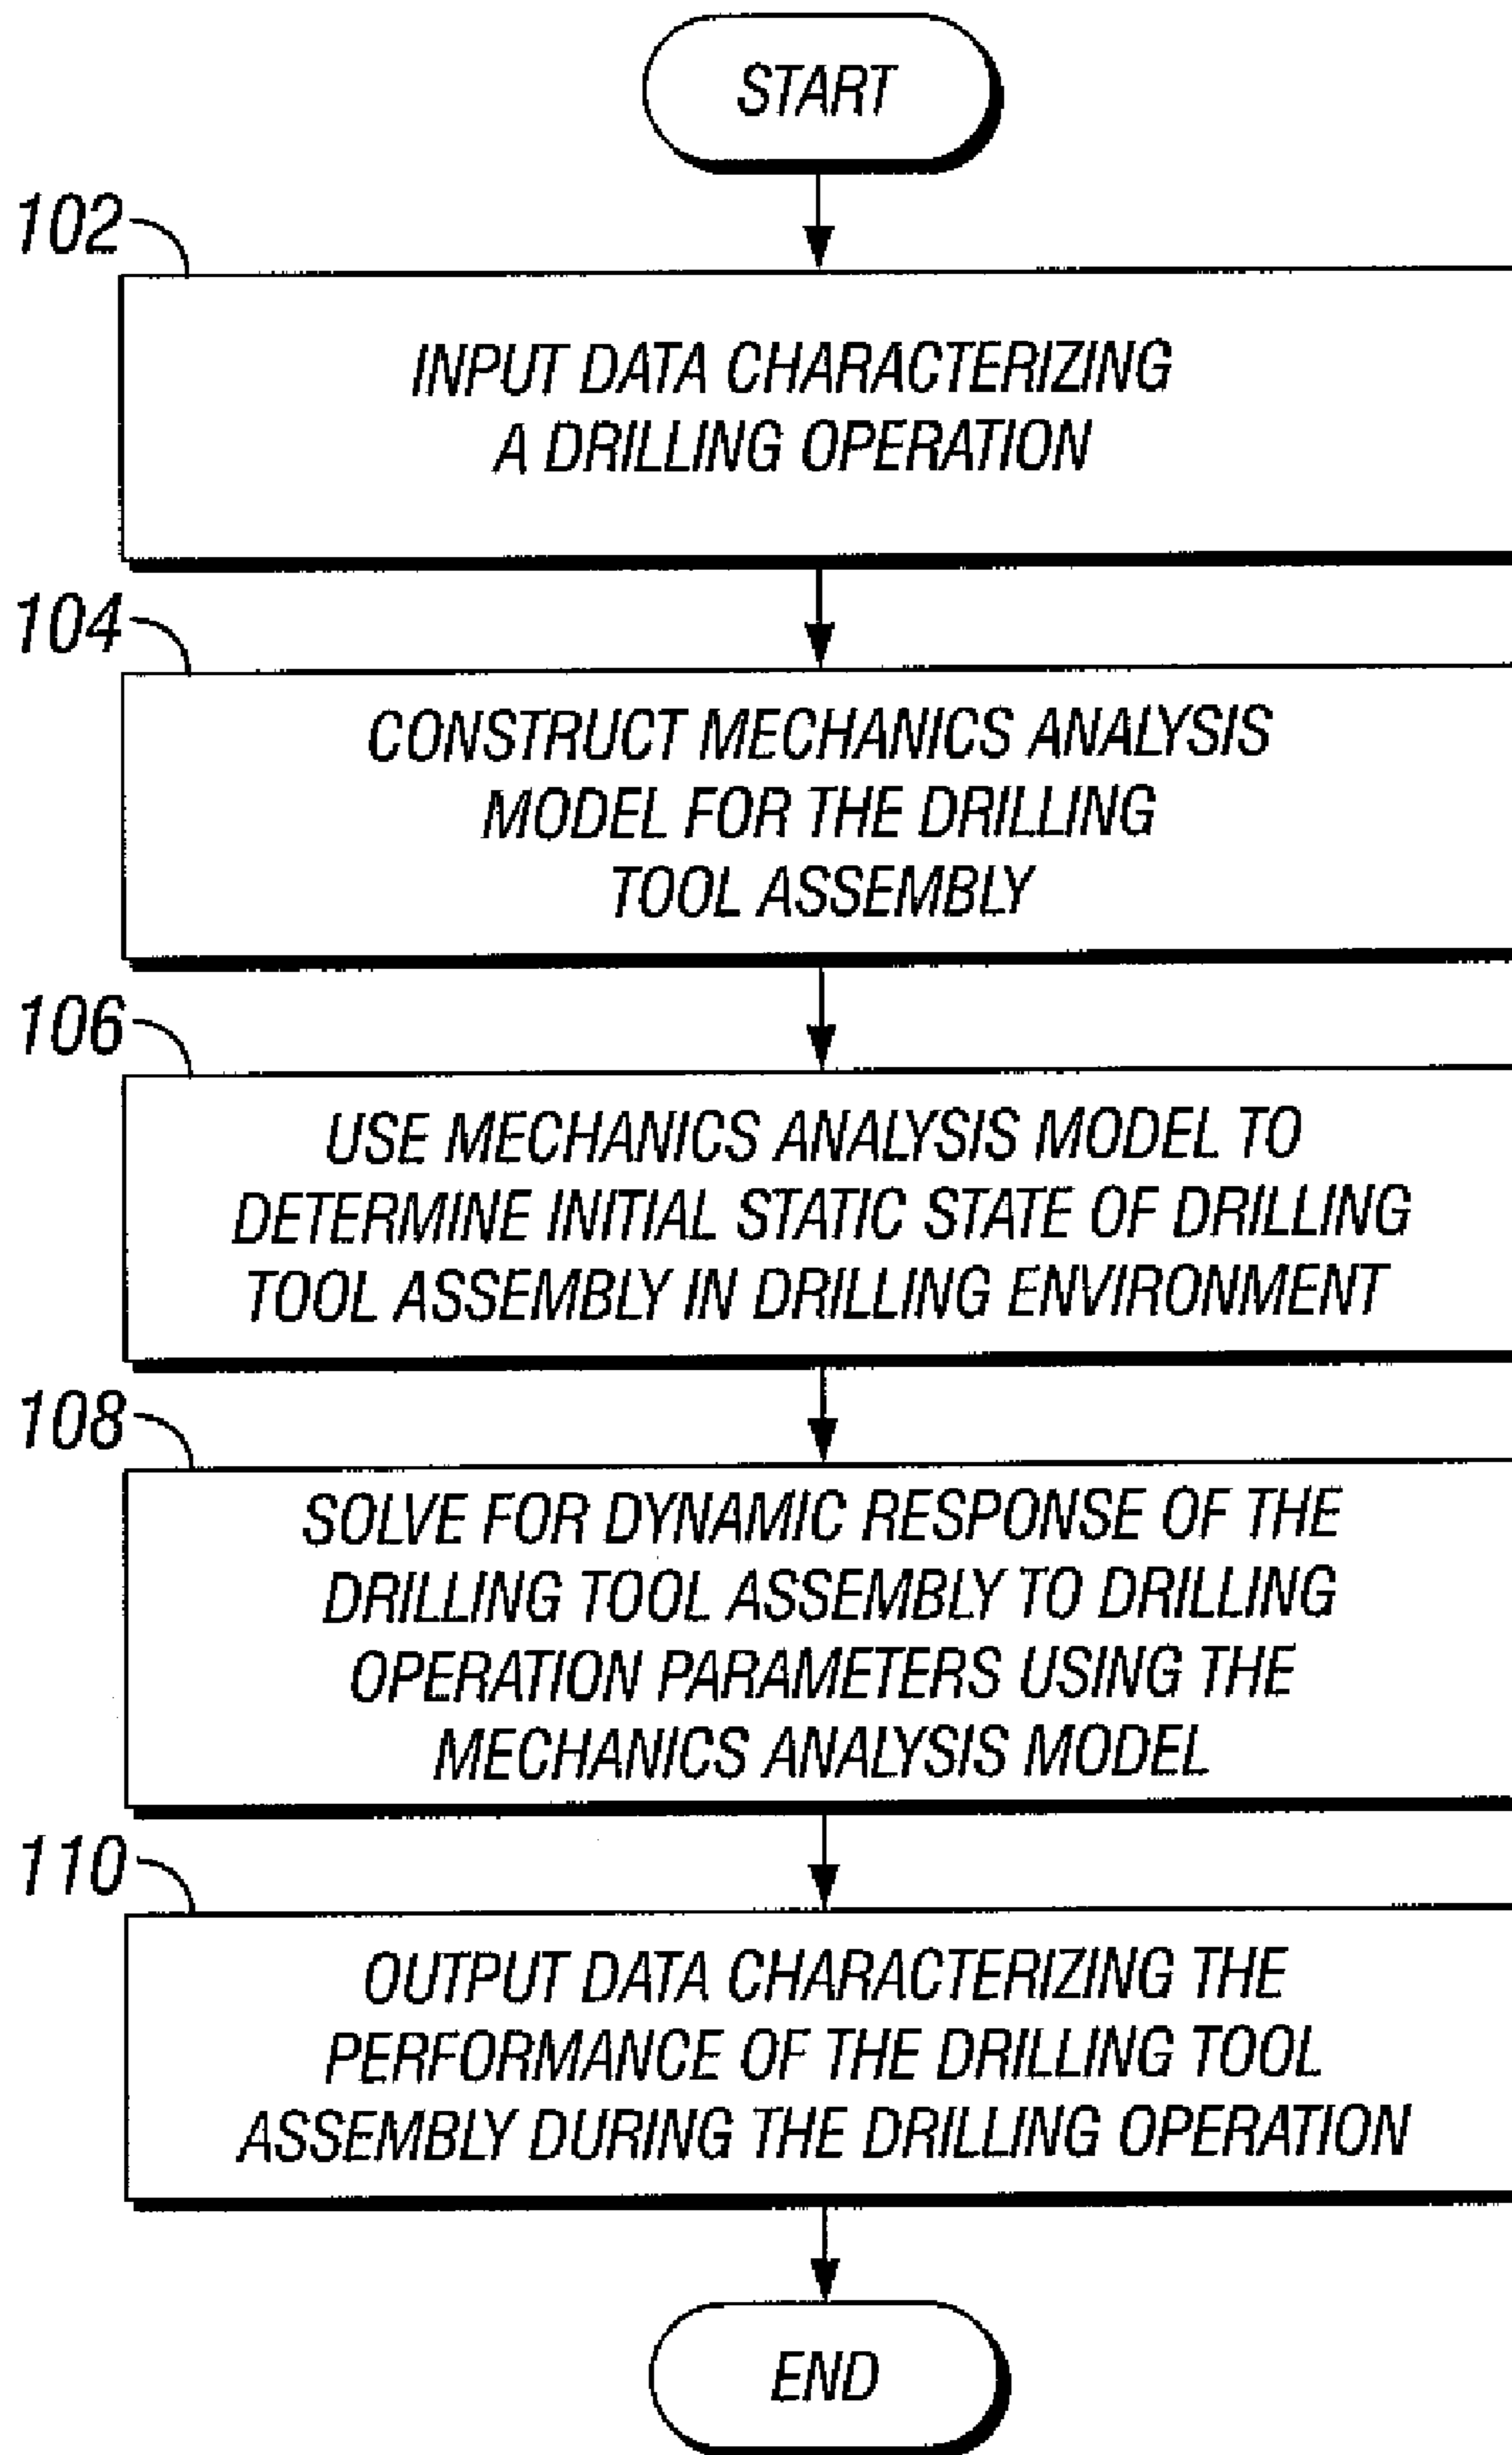 START
102
INPUT DATA CHARACTERIZING
A DRILLING OPERATION
104
CONSTRUCT MECHANICS ANALYSIS
MODEL FOR THE DRILLING
TOOL ASSEMBLY
106
USE MECHANICS ANALYSIS MODEL TO
DETERMINE INITIAL STATIC STATE OF DRILLING
TOOL ASSEMBLY IN DRILLING ENVIRONMENT
108
SOLVE FOR DYNAMIC RESPONSE OF THE
DRILLING TOOL ASSEMBLY TO DRILLING
OPERATION PARAMETERS USING THE
MECHANICS ANALYSIS MODEL
110
OUTPUT DATA CHARACTERIZING THE
PERFORMANCE OF THE DRILLING TOOL
ASSEMBLY DURING THE DRILLING OPERATION
END